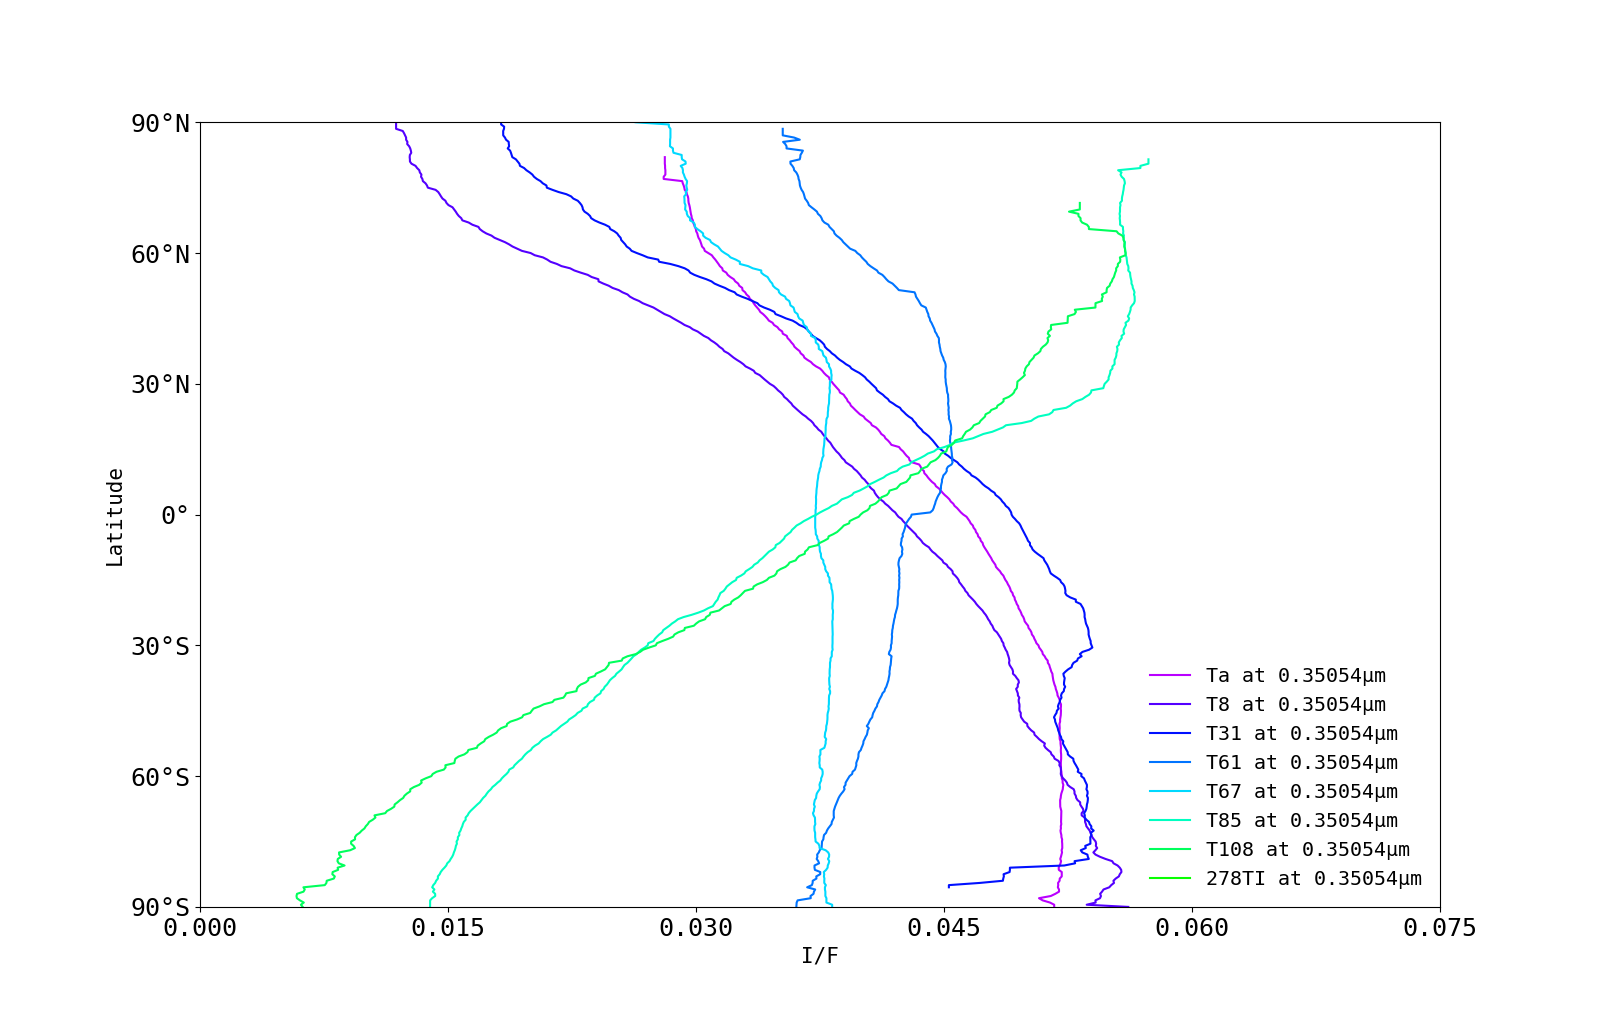 90°N
60°N
30°N
0°
30°S
60°S
90°S
Latitude
0.000 0.015 0.030 0.045 0.060 0.075
I/F
Ta at 0.35054μm
T8 at 0.35054μm
T31 at 0.35054μm
T61 at 0.35054μm
T67 at 0.35054μm
T85 at 0.35054μm
T108 at 0.35054μm
278TI at 0.35054μm